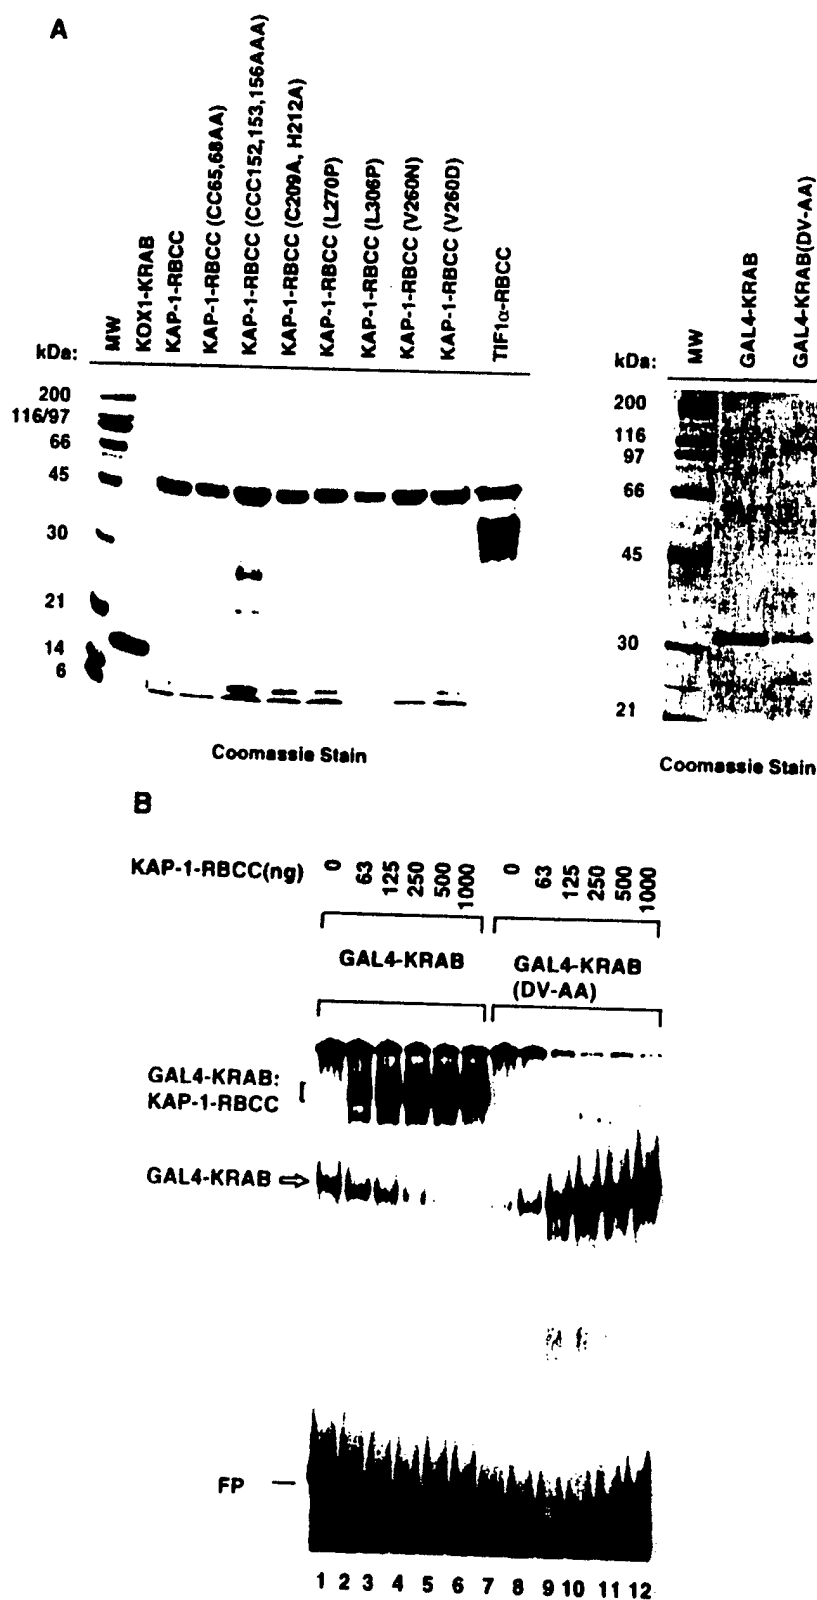 A
MW
KOX1-KRAB
KAP-1-RBCC
KAP-1-RBCC (CC65,68AA)
KAP-1-RBCC (CCC152,153,156AAA)
KAP-1-RBCC (C209A, H212A)
KAP-1-RBCC (L270P)
KAP-1-RBCC (L306P)
KAP-1-RBCC (V260N)
KAP-1-RBCC (V260D)
TIF1α-RBCC
kDa:
200
116/97
66
45
30
21
14
6
Coomassie Stain
MW
GAL4-KRAB
GAL4-KRAB(DV-AA)
kDa:
200
116
97
66
45
30
21
Coomassie Stain
B
KAP-1-RBCC(ng) 0 63 125 250 500 1000 0 63 125 250 500 1000
GAL4-KRAB GAL4-KRAB
(DV-AA)
GAL4-KRAB:
KAP-1-RBCC
GAL4-KRAB
FP
1 2 3 4 5 6 7 8 9 10 11 12